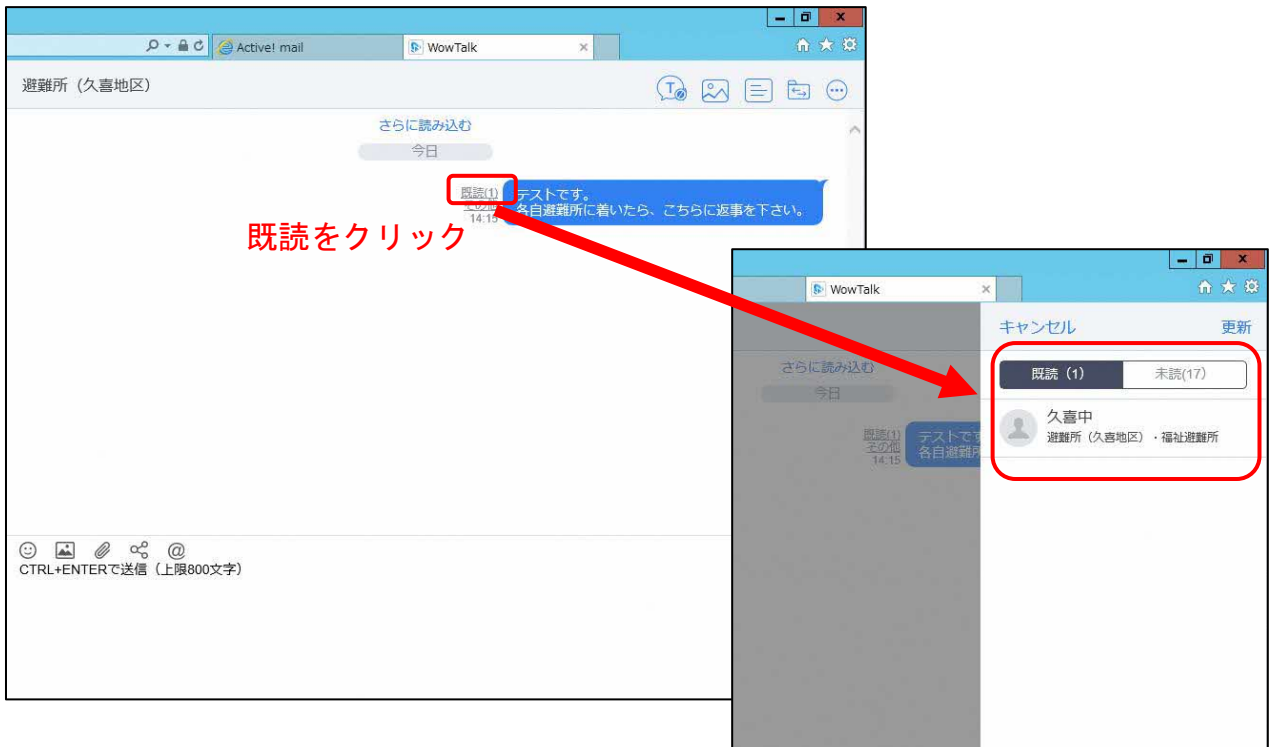 Active! mail
WowTalk
避難所（久喜地区）
さらに読み込む
今日
既読(1)
テストです。
その他
各自避難所に着いたら、こちらに返事を下さい。
14:15
既読をクリック
CTRL+ENTERで送信（上限800文字）
WowTalk
キャンセル
更新
さらに読み込む
今日
既読（1）
未読(17)
久喜中
避難所（久喜地区）・福祉避難所
既読(1)
テストです
その他
各自避難所
14:15